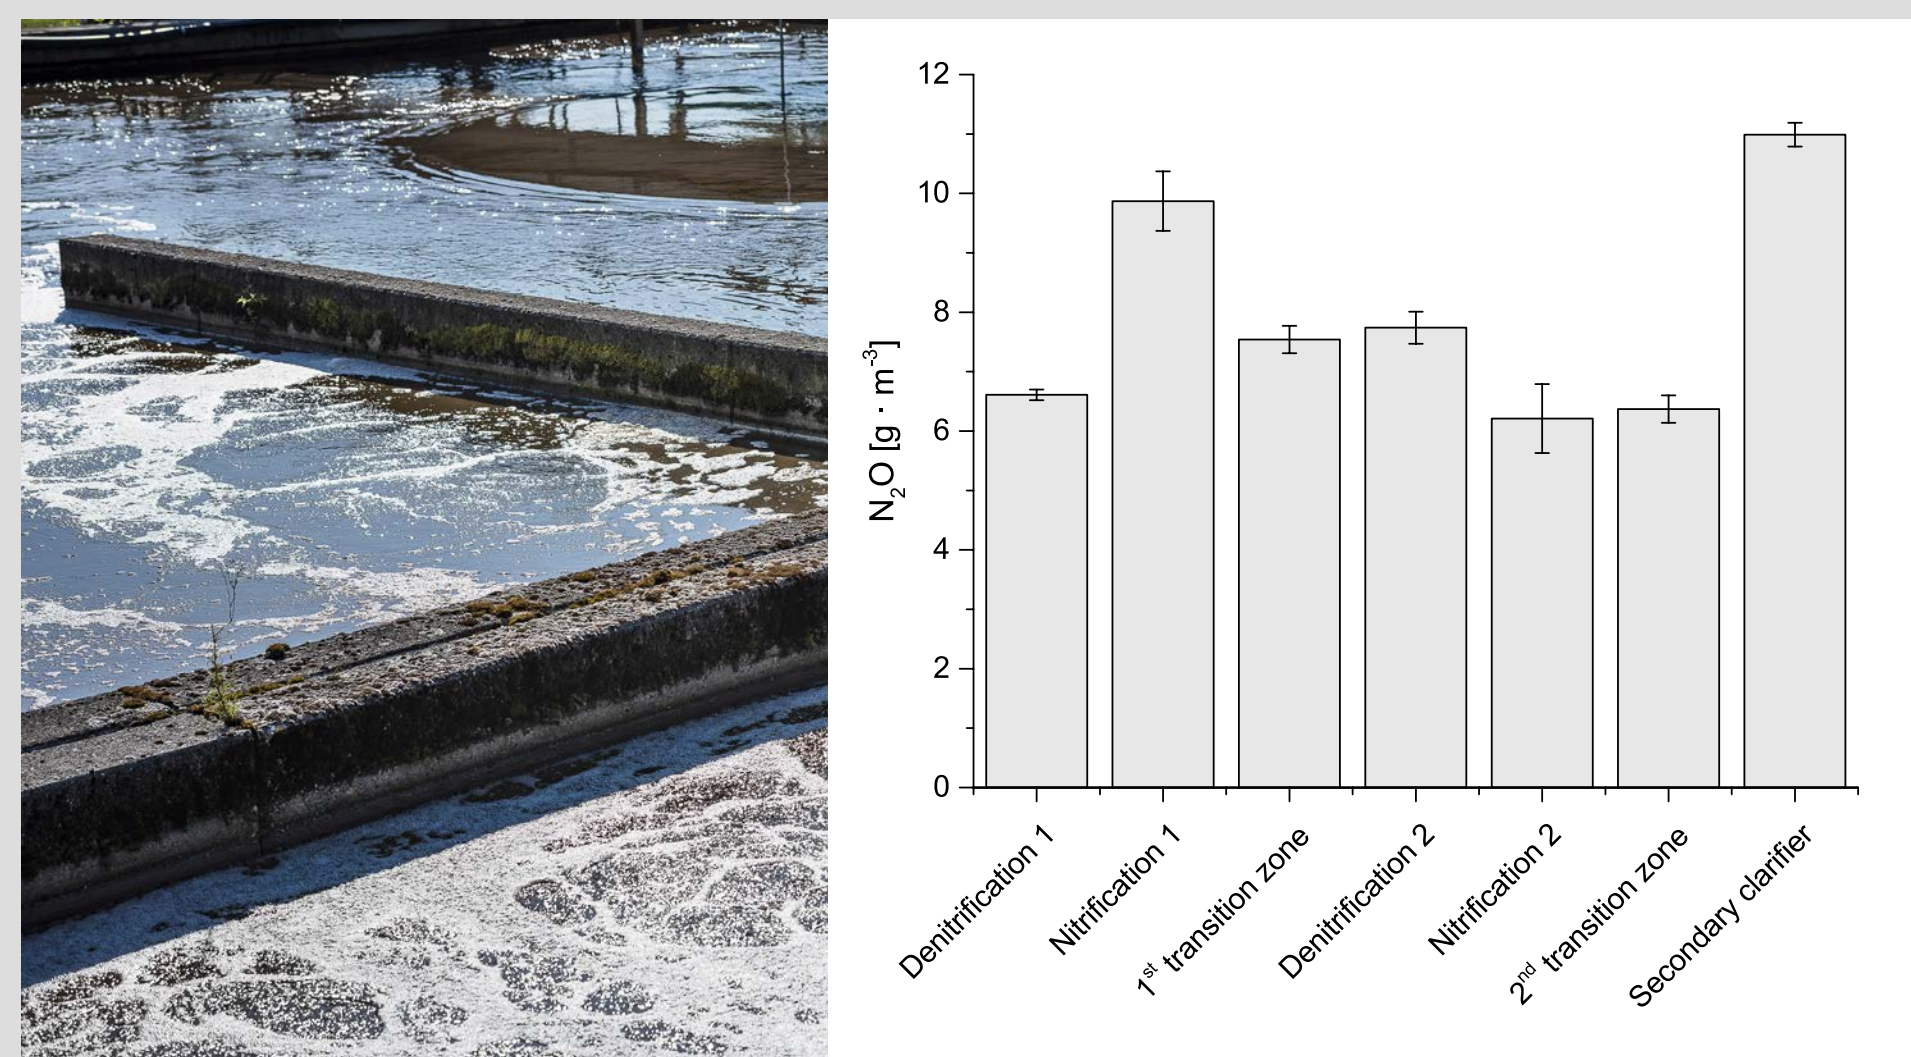 12
10
8
6
4
2
0
N₂O [g · m⁻³]
Denitrification 1
Nitrification 1
1ˢᵗ transition zone
Denitrification 2
Nitrification 2
2ⁿᵈ transition zone
Secondary clarifier